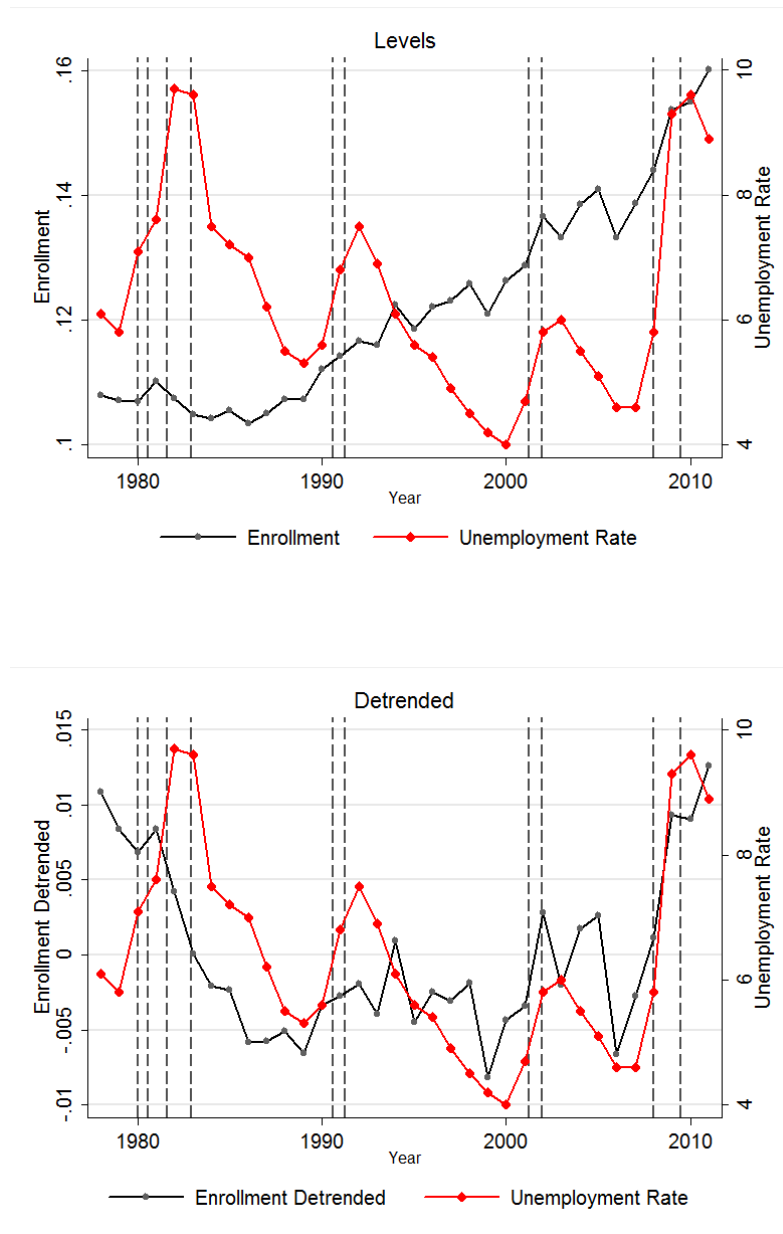 Levels
.16
.14
.12
.1
Enrollment
10
8
6
4
Unemployment Rate
1980 1990 2000 2010
Year
Enrollment Unemployment Rate
Detrended
.015
.01
.005
0
-.005
-.01
Enrollment Detrended
10
8
6
4
Unemployment Rate
1980 1990 2000 2010
Year
Enrollment Detrended Unemployment Rate